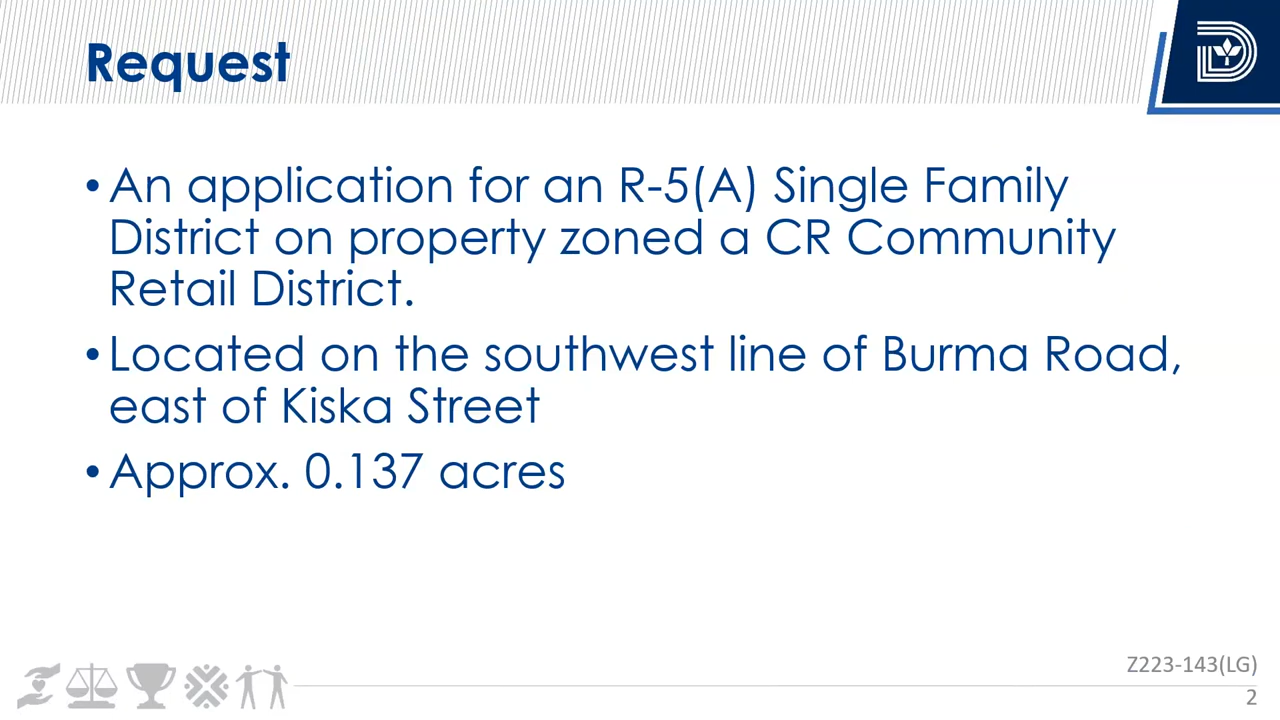 Request
• An application for an R-5(A) Single Family
District on property zoned a CR Community
Retail District.
• Located on the southwest line of Burma Road,
east of Kiska Street
• Approx. 0.137 acres
Z223-143(LG)
2